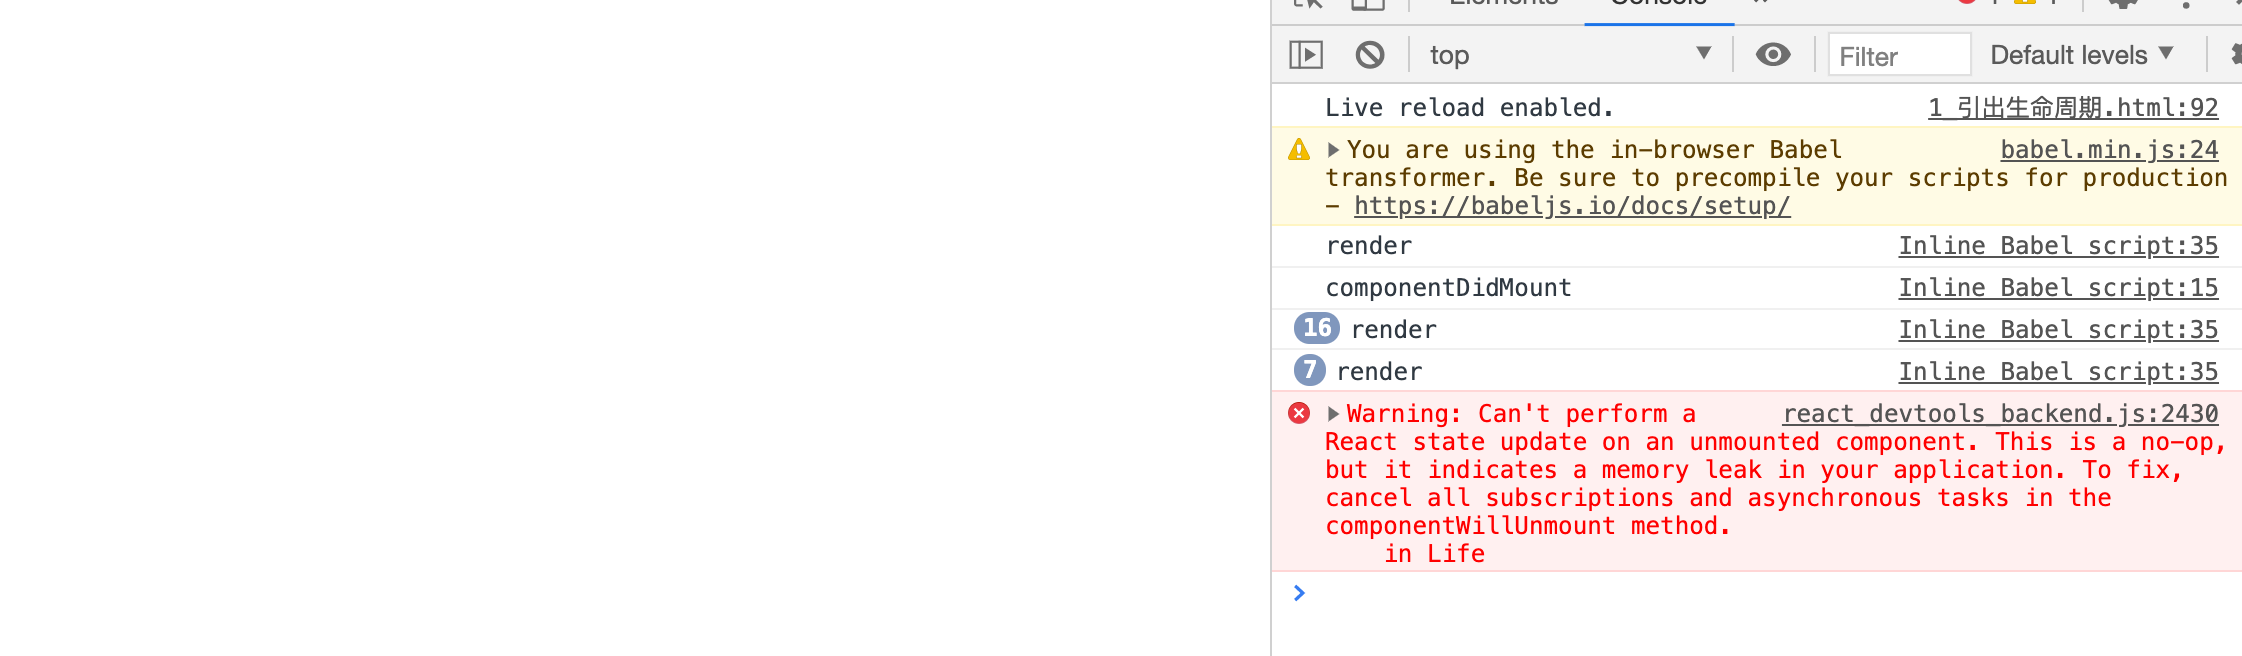 Elements Console
top Filter Default levels
Live reload enabled. 1_引出生命周期.html:92
You are using the in-browser Babel babel.min.js:24
transformer. Be sure to precompile your scripts for production
- https://babeljs.io/docs/setup/
render Inline Babel script:35
componentDidMount Inline Babel script:15
16 render Inline Babel script:35
7 render Inline Babel script:35
Warning: Can't perform a react_devtools_backend.js:2430
React state update on an unmounted component. This is a no-op,
but it indicates a memory leak in your application. To fix,
cancel all subscriptions and asynchronous tasks in the
componentWillUnmount method.
in Life